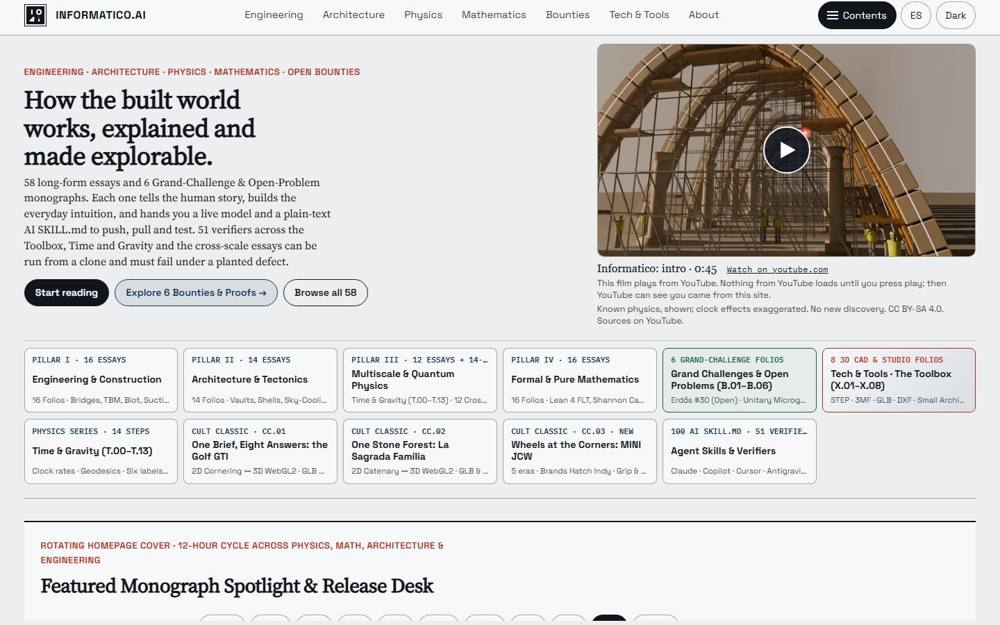 INFORMATICO.AI
Engineering Architecture Physics Mathematics Bounties Tech & Tools About
Contents ES Dark
ENGINEERING · ARCHITECTURE · PHYSICS · MATHEMATICS · OPEN BOUNTIES
How the built world
works, explained and
made explorable.
58 long-form essays and 6 Grand-Challenge & Open-Problem
monographs. Each one tells the human story, builds the
everyday intuition, and hands you a live model and a plain-text
AI SKILL.md to push, pull and test. 51 verifiers across the
Toolbox, Time and Gravity and the cross-scale essays can be
run from a clone and must fail under a planted defect.
Start reading Explore 6 Bounties & Proofs → Browse all 58
Informatico: intro · 0:45 Watch on youtube.com
This film plays from YouTube. Nothing from YouTube loads until you press play; then
YouTube can see you came from this site.
Known physics, shown; clock effects exaggerated. No new discovery. CC BY-SA 4.0.
Sources on YouTube.
PILLAR I · 16 ESSAYS
Engineering & Construction
16 Folios · Bridges, TBM, Blot, Sucti…
PILLAR II · 14 ESSAYS
Architecture & Tectonics
14 Folios · Vaults, Shells, Sky-Cooli…
PILLAR III · 12 ESSAYS + 14-…
Multiscale & Quantum
Physics
Time & Gravity (T.00–T.13) · 12 Cros…
PILLAR IV · 16 ESSAYS
Formal & Pure Mathematics
16 Folios · Lean 4 FLT, Shannon Ca…
6 GRAND-CHALLENGE FOLIOS
Grand Challenges & Open
Problems (B.01–B.06)
Erdős #30 (Open) · Unitary Microg…
8 3D CAD & STUDIO FOLIOS
Tech & Tools · The Toolbox
(X.01–X.08)
STEP · 3MF · GLB · DXF · Small Archi…
PHYSICS SERIES · 14 STEPS
Time & Gravity (T.00–T.13)
Clock rates · Geodesics · Six labels…
CULT CLASSIC · CC.01
One Brief, Eight Answers: the
Golf GTI
2D Cornering ↔ 3D WebGL2 · GLB …
CULT CLASSIC · CC.02
One Stone Forest: La
Sagrada Família
2D Catenary ↔ 3D WebGL2 · GLB & …
CULT CLASSIC · CC.03 · NEW
Wheels at the Corners: MINI
JCW
5 eras · Brands Hatch Indy · Grip & …
100 AI SKILL.MD · 51 VERIFIE…
Agent Skills & Verifiers
Claude · Copilot · Cursor · Antigravi…
ROTATING HOMEPAGE COVER · 12-HOUR CYCLE ACROSS PHYSICS, MATH, ARCHITECTURE &
ENGINEERING
Featured Monograph Spotlight & Release Desk